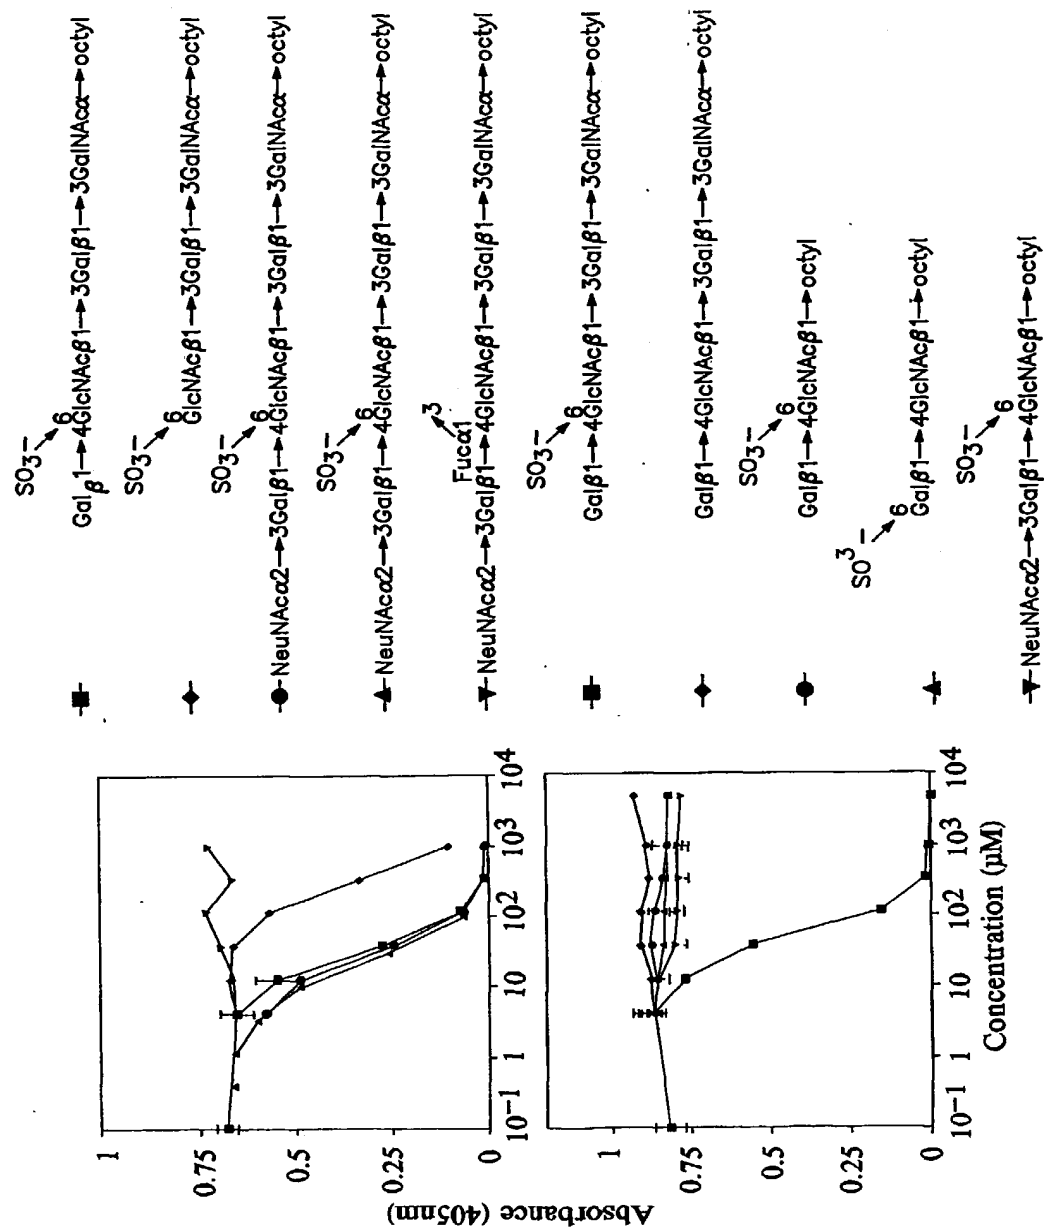 Absorbance (405nm)
1
0.75
0.5
0.25
0
10⁻¹ 1 10 10² 10³ 10⁴
1
0.75
0.5
0.25
0
10⁻¹ 1 10 10² 10³ 10⁴
Concentration (µM)
SO₃−
6
Galβ1→4GlcNAcβ1→3Galβ1→3GalNAcα→octyl
SO₃−
6
GlcNAcβ1→3Galβ1→3GalNAcα→octyl
SO₃−
6
NeuNAcα2→3Galβ1→4GlcNAcβ1→3Galβ1→3GalNAcα→octyl
SO₃−
6
NeuNAcα2→3Galβ1→4GlcNAcβ1→3Galβ1→3GalNAcα→octyl
Fucα1
3
NeuNAcα2→3Galβ1→4GlcNAcβ1→3Galβ1→3GalNAcα→octyl
SO₃−
6
Galβ1→4GlcNAcβ1→3Galβ1→3GalNAcα→octyl
Galβ1→4GlcNAcβ1→3Galβ1→3GalNAcα→octyl
SO₃−
6
Galβ1→4GlcNAcβ1→octyl
SO³−
6
Galβ1→4GlcNAcβ1→octyl
SO₃−
6
NeuNAcα2→3Galβ1→4GlcNAcβ1→octyl